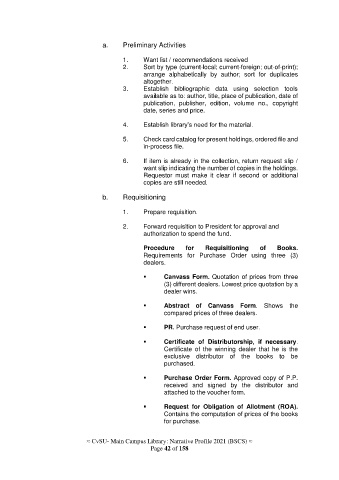 a. Preliminary Activities
1. Want list / recommendations received
2. Sort by type (current-local; current-foreign; out-of-print);
arrange alphabetically by author; sort for duplicates
altogether.
3. Establish bibliographic data using selection tools
available as to: author, title, place of publication, date of
publication, publisher, edition, volume no., copyright
date, series and price.
4. Establish library's need for the material.
5. Check card catalog for present holdings, ordered file and
in-process file.
6. If item is already in the collection, return request slip /
want slip indicating the number of copies in the holdings.
Requestor must make it clear if second or additional
copies are still needed.
b. Requisitioning
1. Prepare requisition.
2. Forward requisition to President for approval and
authorization to spend the fund.
Procedure for Requisitioning of Books.
Requirements for Purchase Order using three (3)
dealers.
▪ Canvass Form. Quotation of prices from three
(3) different dealers. Lowest price quotation by a
dealer wins.
▪ Abstract of Canvass Form. Shows the
compared prices of three dealers.
▪ PR. Purchase request of end user.
▪ Certificate of Distributorship, if necessary.
Certificate of the winning dealer that he is the
exclusive distributor of the books to be
purchased.
▪ Purchase Order Form. Approved copy of P.P.
received and signed by the distributor and
attached to the voucher form.
▪ Request for Obligation of Allotment (ROA).
Contains the computation of prices of the books
for purchase.
≈ CvSU- Main Campus Library: Narrative Profile 2021 (BSCS) ≈
Page 42 of 158